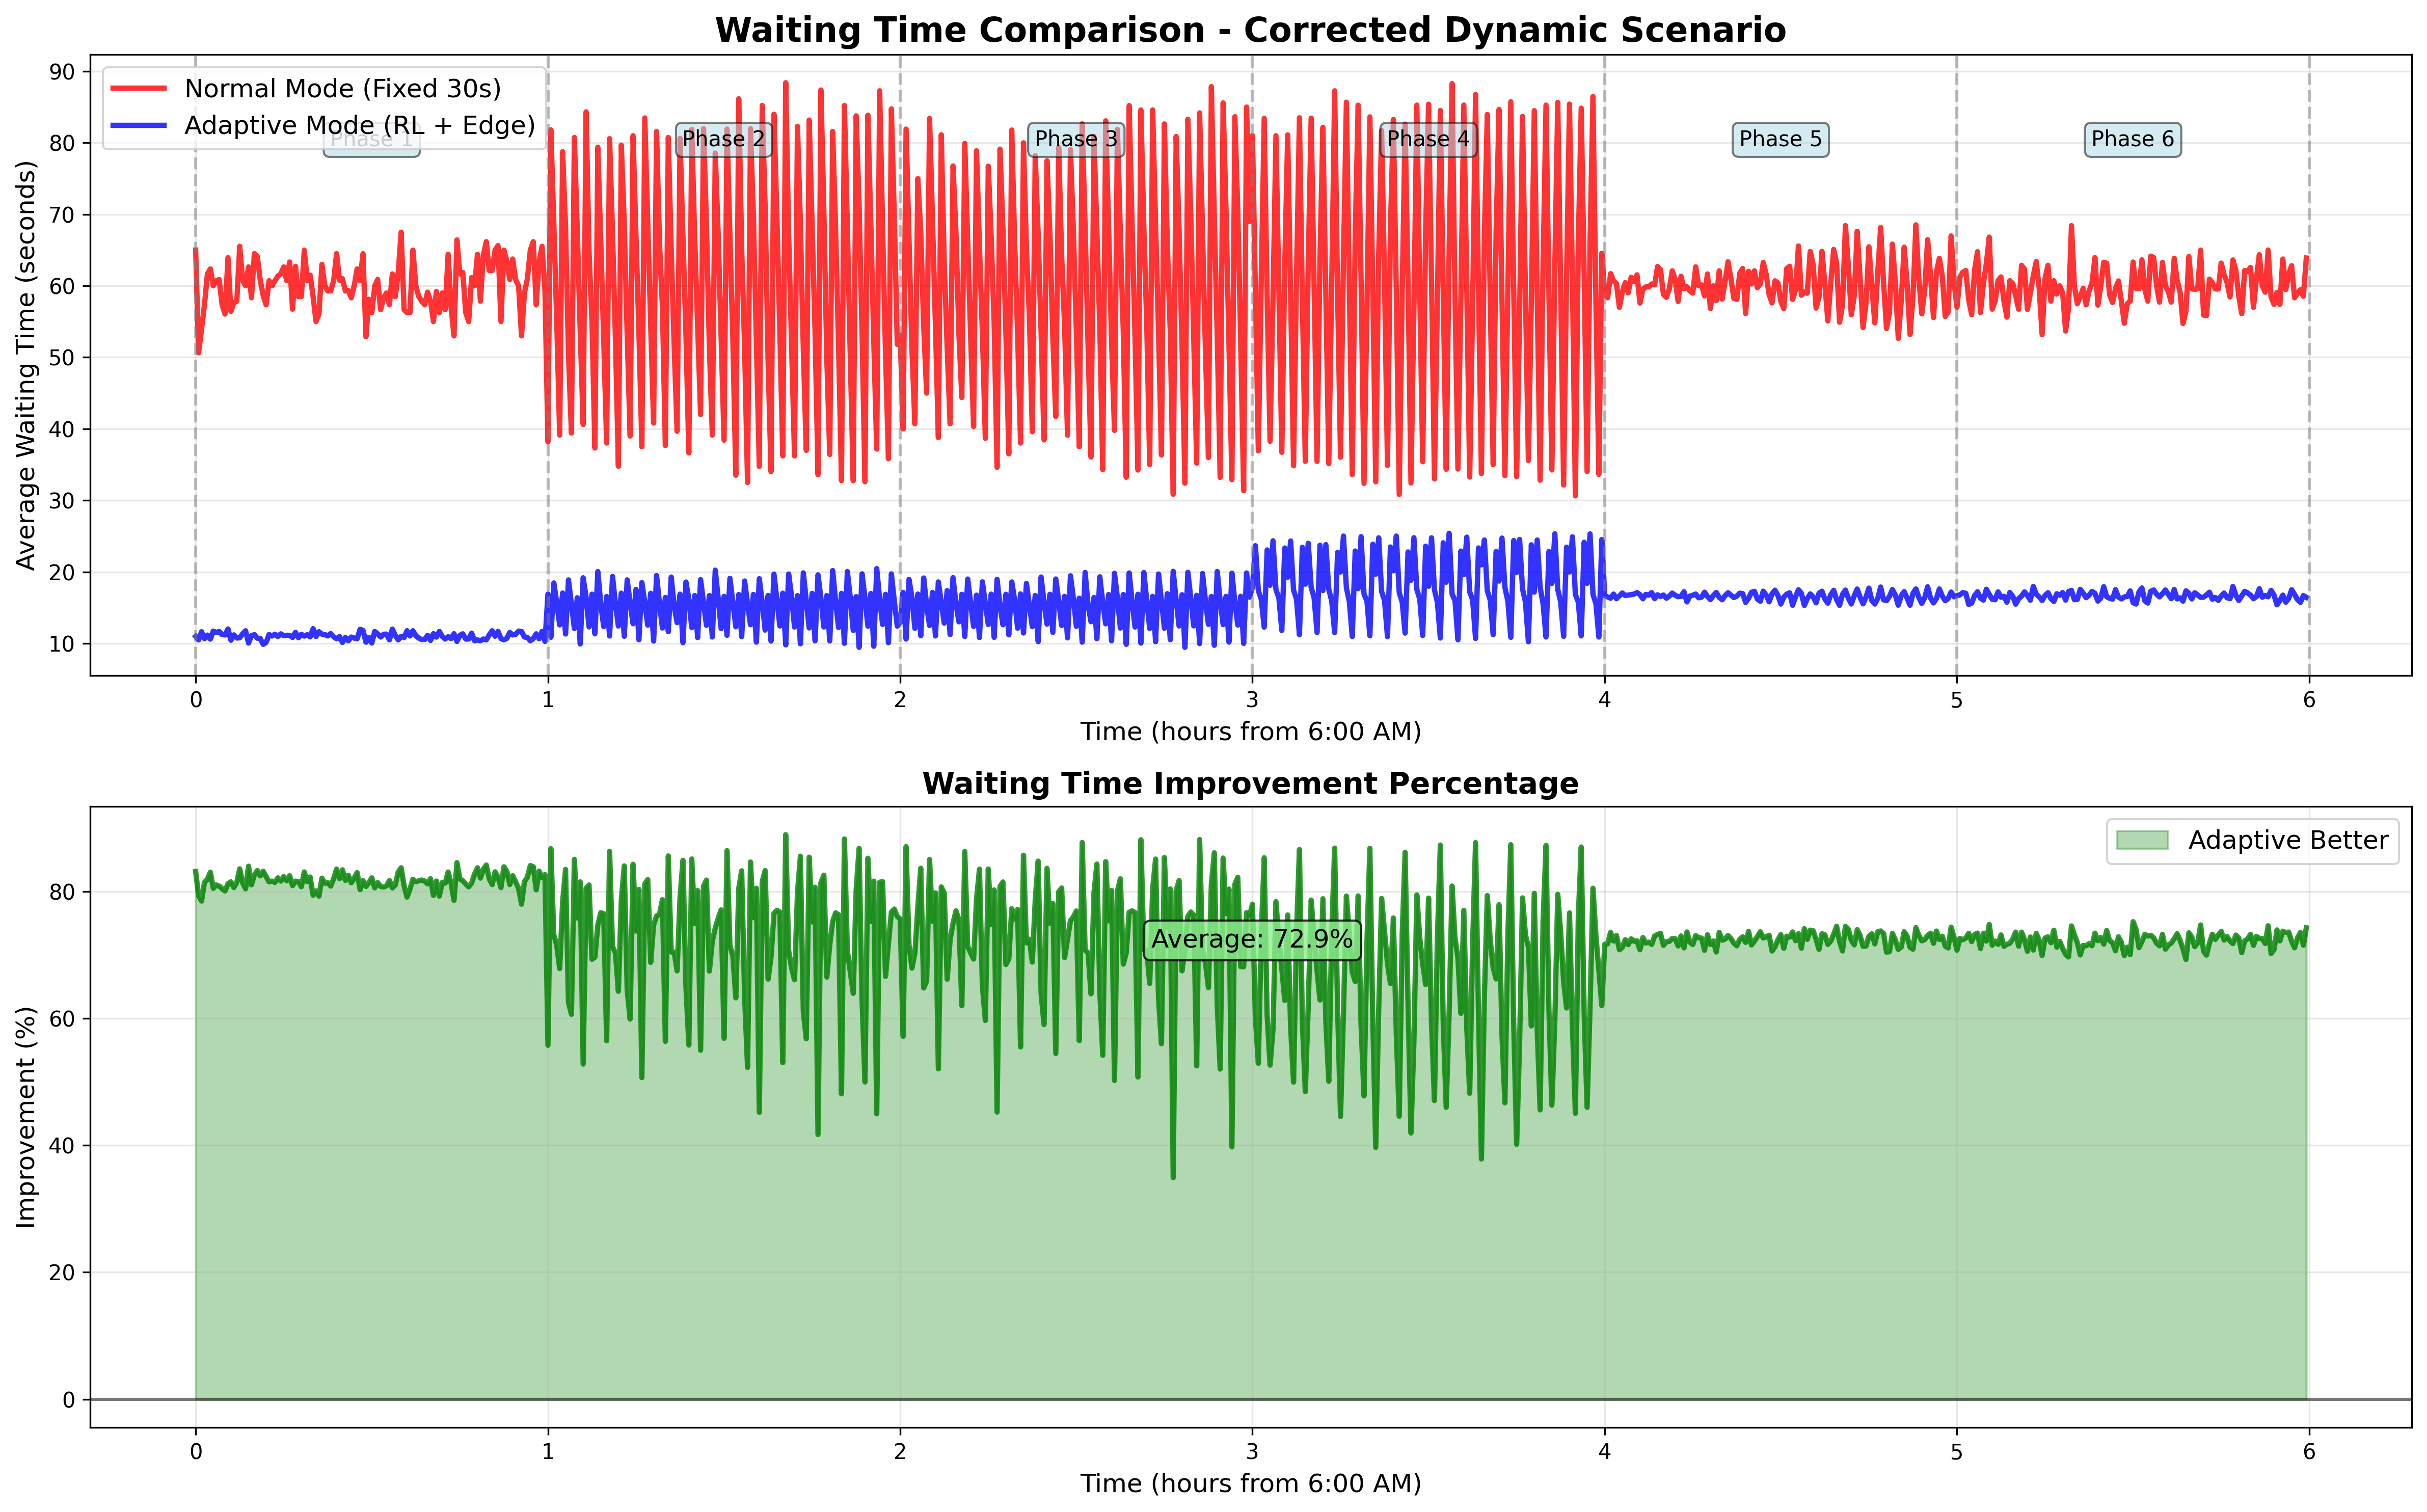 Waiting Time Comparison - Corrected Dynamic Scenario
Average Waiting Time (seconds)
90
80
70
60
50
40
30
20
10
Normal Mode (Fixed 30s)
Adaptive Mode (RL + Edge)
Phase 1
Phase 2
Phase 3
Phase 4
Phase 5
Phase 6
0
1
2
3
4
5
6
Time (hours from 6:00 AM)
Waiting Time Improvement Percentage
Improvement (%)
80
60
40
20
0
Adaptive Better
Average: 72.9%
0
1
2
3
4
5
6
Time (hours from 6:00 AM)